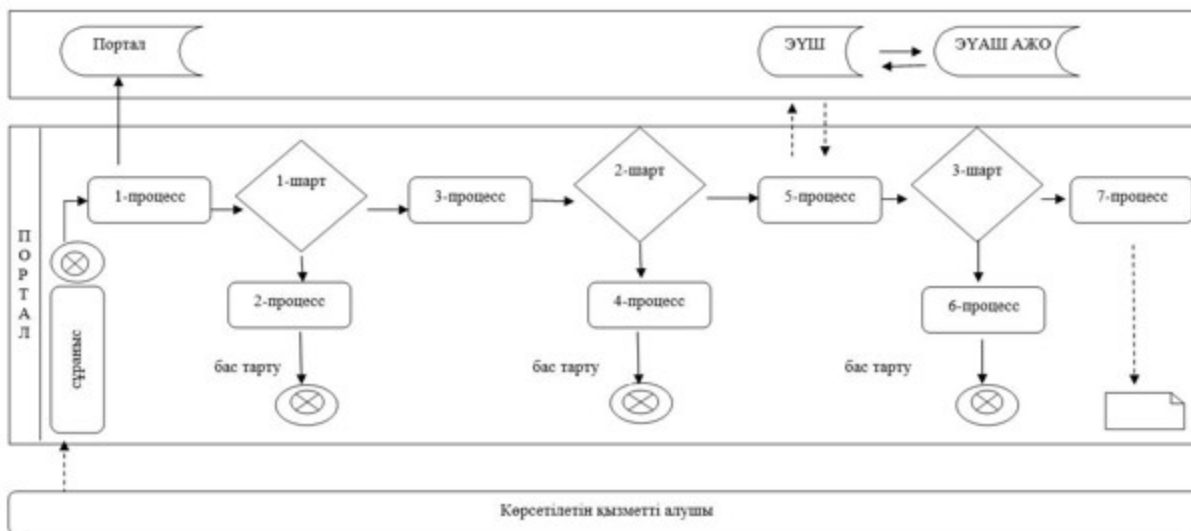 Портал
ЭҮШ
ЭҮАШ АЖО
ПОРТАЛ
1-процесс
1-шарт
3-процесс
2-шарт
5-процесс
3-шарт
7-процесс
2-процесс
4-процесс
6-процесс
сұраныс
бас тарту
бас тарту
бас тарту
Көрсетілетін қызметті алушы